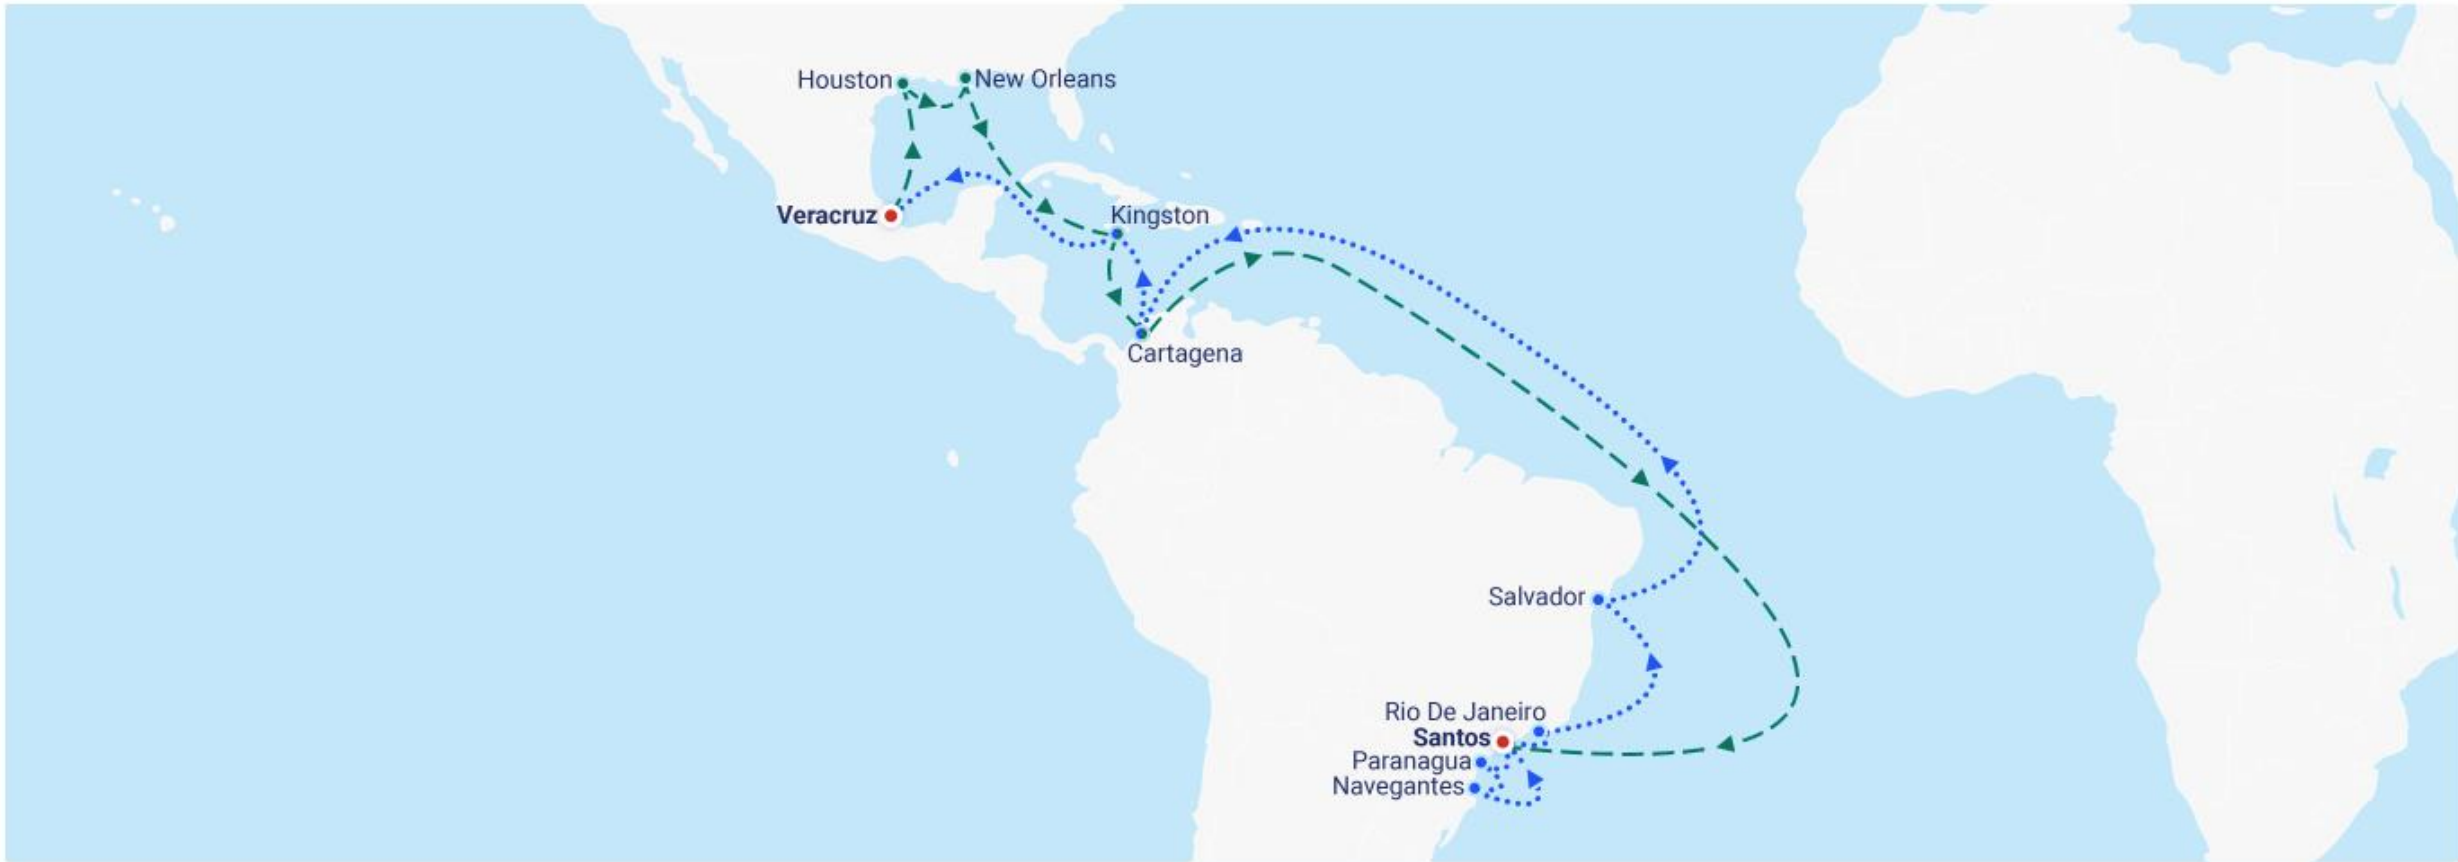 Houston
New Orleans
Veracruz
Kingston
Cartagena
Salvador
Rio De Janeiro
Santos
Paranagua
Navegantes